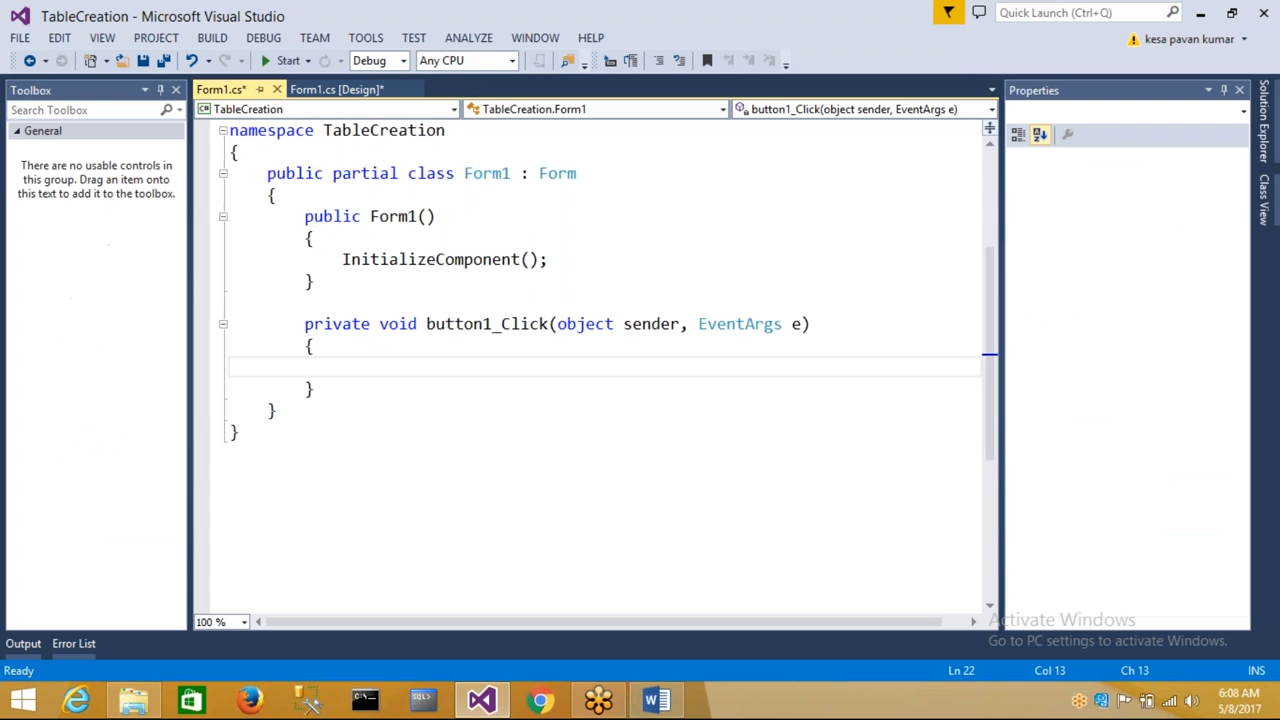 TableCreation - Microsoft Visual Studio
Quick Launch (Ctrl+Q)
FILE EDIT VIEW PROJECT BUILD DEBUG TEAM TOOLS TEST ANALYZE WINDOW HELP
kesa pavan kumar
Start Debug Any CPU
Toolbox
Form1.cs*
Form1.cs [Design]*
Properties
Search Toolbox
TableCreation
TableCreation.Form1
button1_Click(object sender, EventArgs e)
General
There are no usable controls in
this group. Drag an item onto
this text to add it to the toolbox.
namespace TableCreation
{
public partial class Form1 : Form
{
public Form1()
{
InitializeComponent();
}
private void button1_Click(object sender, EventArgs e)
{
}
}
}
Solution Explorer
Class View
100 %
Activate Windows
Go to PC settings to activate Windows.
Output Error List
Ready
Ln 22 Col 13 Ch 13 INS
6:08 AM
5/8/2017